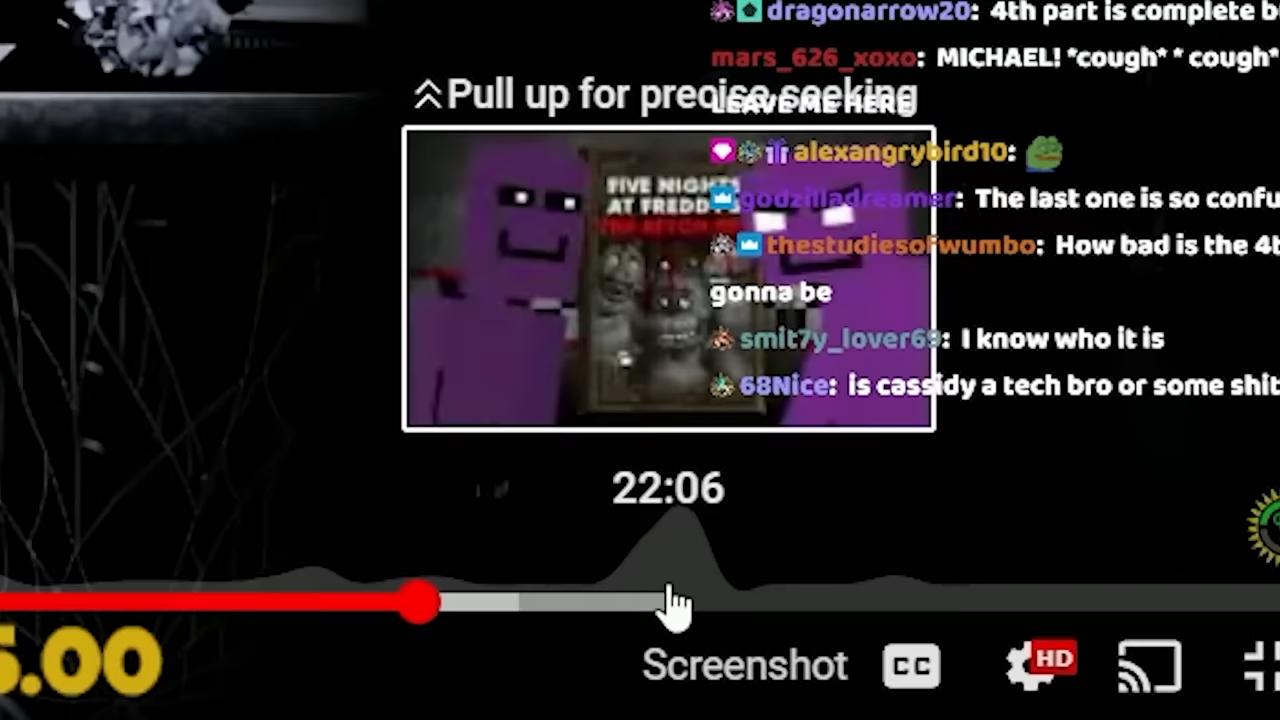 dragonarrow20: 4th part is complete b
mars_626_xoxo: MICHAEL! *cough* * cough*
Pull up for precise seeking
LEAVE ME HERE
alexangrybird10:
FIVE NIGHTS
AT FREDDY'S
godzilladreamer: The last one is so confu
thestudiesofwumbo: How bad is the 4t
gonna be
smit7y_lover69: I know who it is
68Nice: is cassidy a tech bro or some shit
22:06
5.00
Screenshot
CC
HD